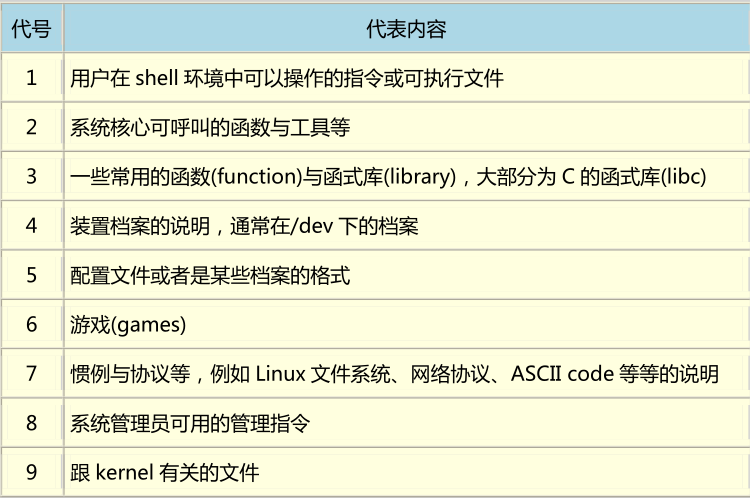 代号 代表内容
1 用户在 shell 环境中可以操作的指令或可执行文件
2 系统核心可呼叫的函数与工具等
3 一些常用的函数(function)与函式库(library)，大部分为 C 的函式库(libc)
4 装置档案的说明，通常在/dev 下的档案
5 配置文件或者是某些档案的格式
6 游戏(games)
7 惯例与协议等，例如 Linux 文件系统、网络协议、ASCII code 等等的说明
8 系统管理员可用的管理指令
9 跟 kernel 有关的文件